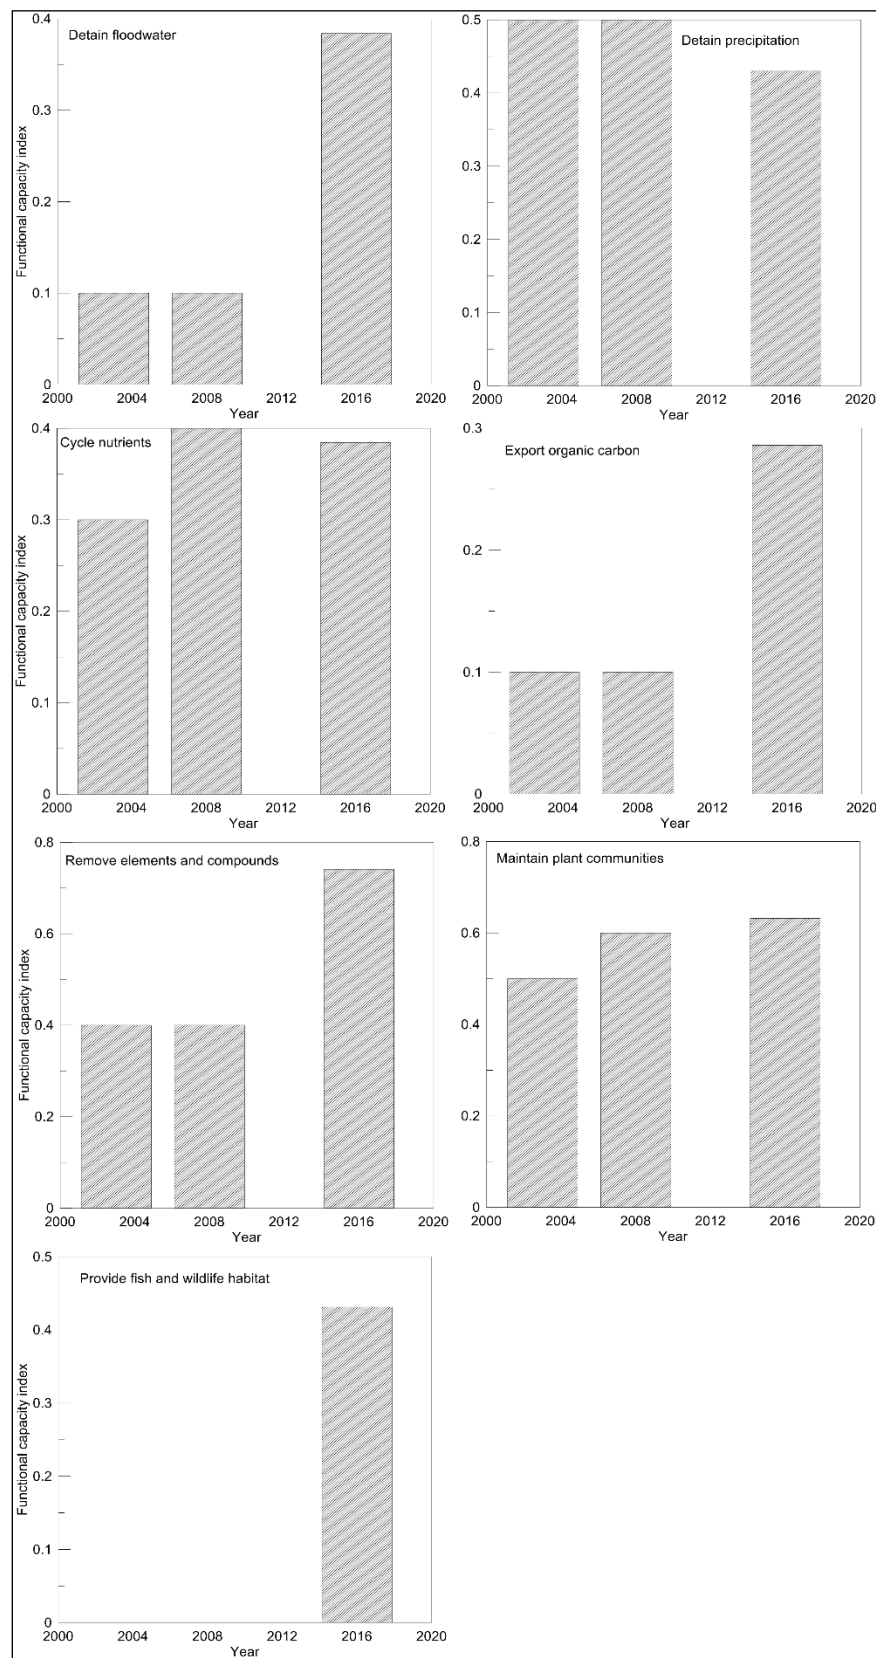 Detain floodwater
Functional capacity index
0.4
0.3
0.2
0.1
0
2000 2004 2008 2012 2016 2020
Year
Detain precipitation
0.5
0.4
0.3
0.2
0.1
0
2000 2004 2008 2012 2016 2020
Year
Cycle nutrients
Functional capacity index
0.4
0.3
0.2
0.1
0
2000 2004 2008 2012 2016 2020
Year
Export organic carbon
0.3
0.2
0.1
0
2000 2004 2008 2012 2016 2020
Year
Remove elements and compounds
Functional capacity index
0.8
0.6
0.4
0.2
0
2000 2004 2008 2012 2016 2020
Year
Maintain plant communities
0.8
0.6
0.4
0.2
0
2000 2004 2008 2012 2016 2020
Year
Provide fish and wildlife habitat
Functional capacity index
0.5
0.4
0.3
0.2
0.1
0
2000 2004 2008 2012 2016 2020
Year